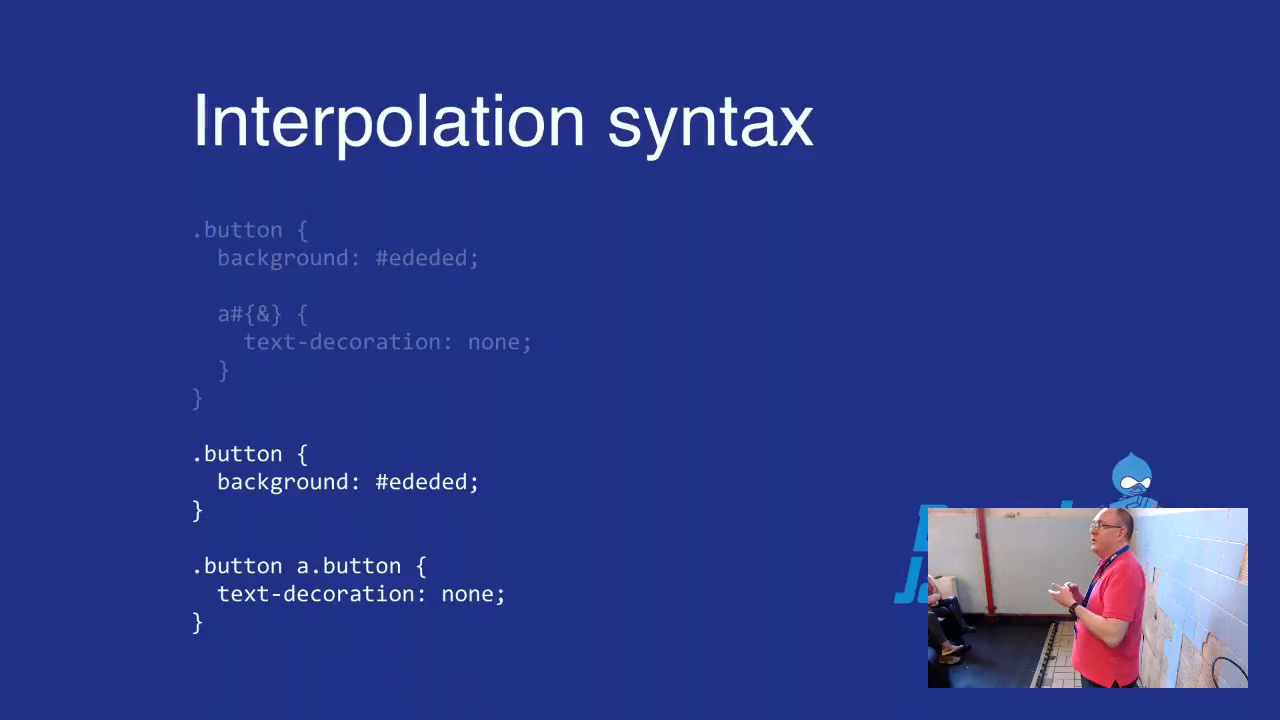 Interpolation syntax
.button {
  background: #ededed;

  a#{&} {
    text-decoration: none;
  }
}

.button {
  background: #ededed;
}

.button a.button {
  text-decoration: none;
}